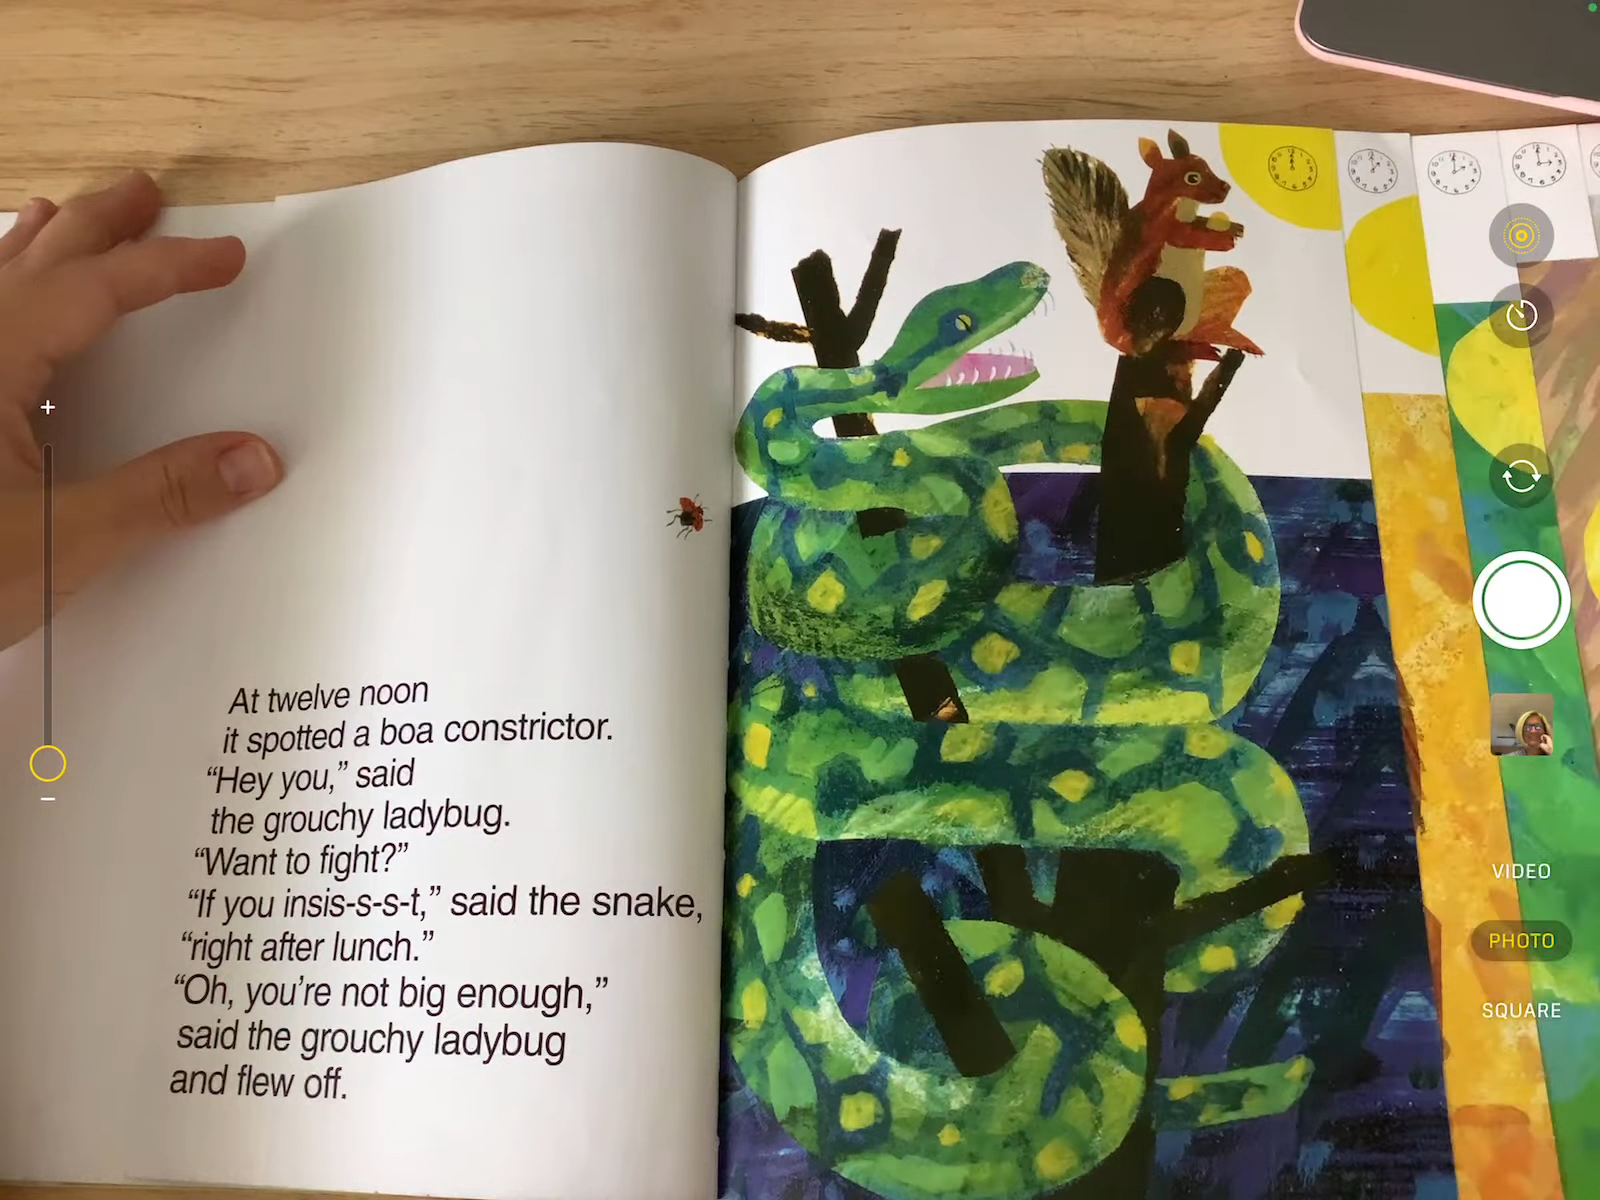 At twelve noon
it spotted a boa constrictor.
“Hey you,” said
the grouchy ladybug.
“Want to fight?”
“If you insis-s-s-t,” said the snake,
“right after lunch.”
“Oh, you’re not big enough,”
said the grouchy ladybug
and flew off.
VIDEO
PHOTO
SQUARE